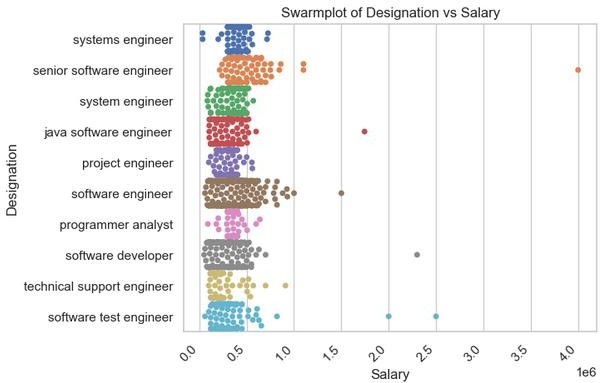 Swarmplot of Designation vs Salary
systems engineer
senior software engineer
system engineer
java software engineer
project engineer
software engineer
programmer analyst
software developer
technical support engineer
software test engineer
Designation
0.0 0.5 1.0 1.5 2.0 2.5 3.0 3.5 4.0
1e6
Salary